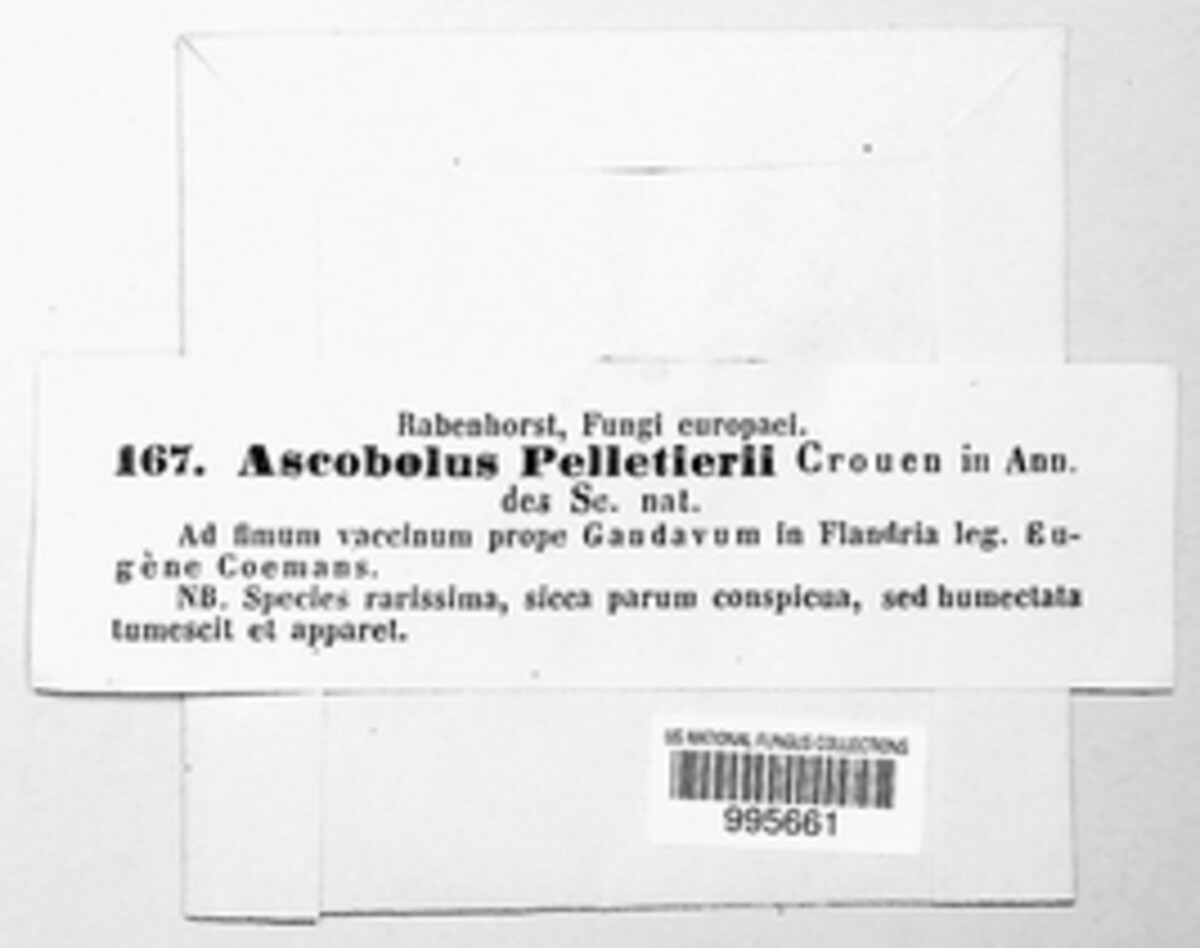 Rabenhorst, Fungi europaei.
167. Ascobolus Pelletierii Crouen in Ann.
des Sc. nat.
Ad fimum vaccinum prope Gandavum in Flandria leg. Eu-
gène Coemans.
NB. Species rarissima, sicca parum conspicua, sed humectata
tumescit et apparet.
US NATIONAL FUNGUS COLLECTIONS
995661